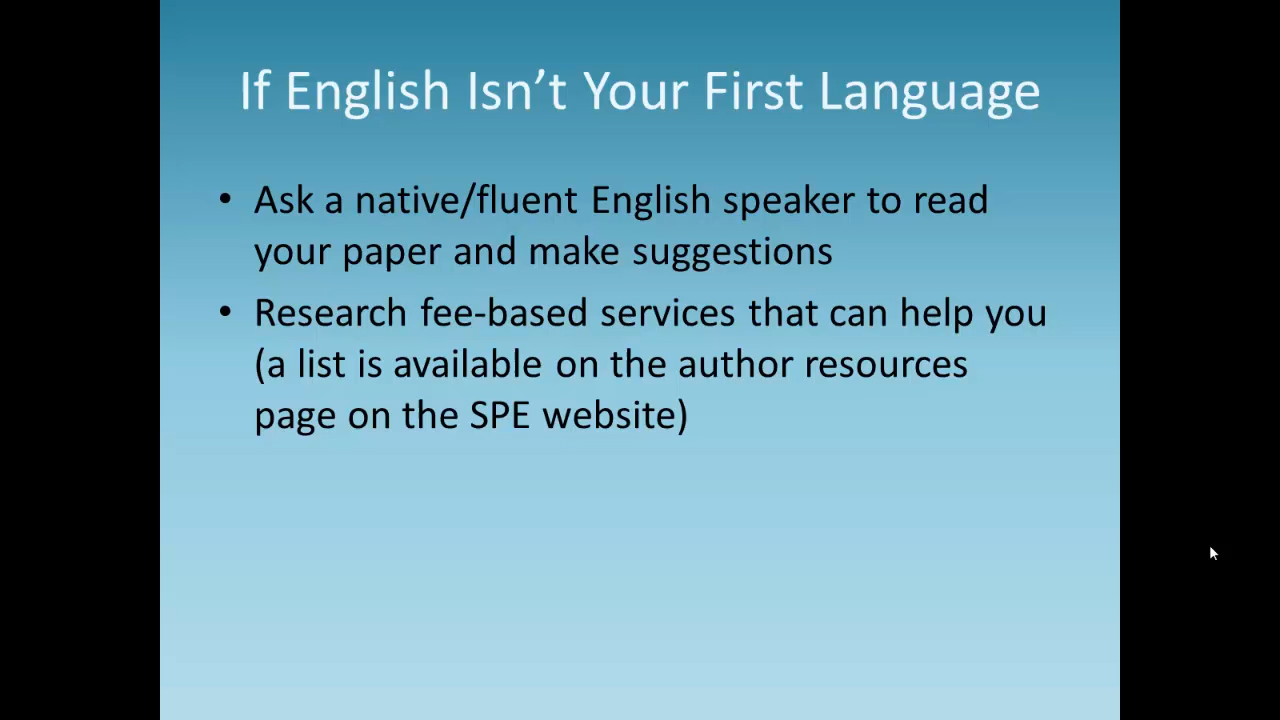 If English Isn’t Your First Language
• Ask a native/fluent English speaker to read
your paper and make suggestions
• Research fee-based services that can help you
(a list is available on the author resources
page on the SPE website)